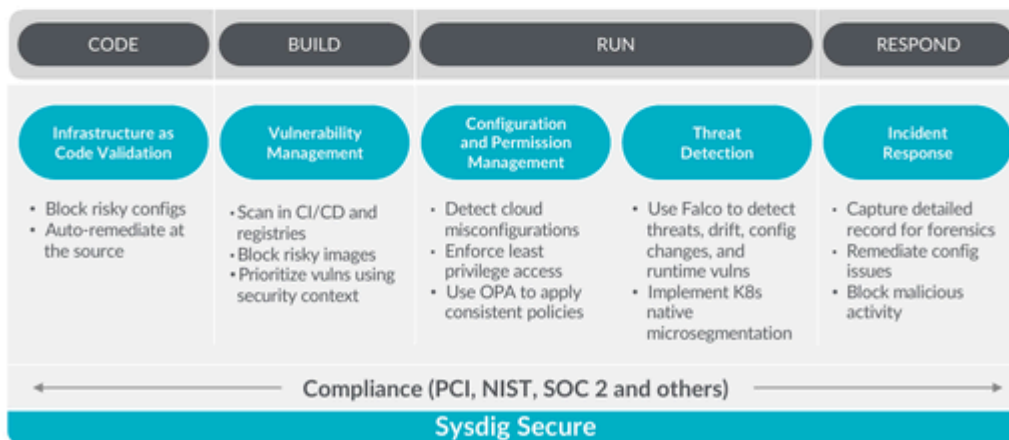 CODE
BUILD
RUN
RESPOND
Infrastructure as
Code Validation
• Block risky configs
• Auto-remediate at
the source
Vulnerability
Management
• Scan in CI/CD and
registries
• Block risky images
• Prioritize vulns using
security context
Configuration
and Permission
Management
• Detect cloud
misconfigurations
• Enforce least
privilege access
• Use OPA to apply
consistent policies
Threat
Detection
• Use Falco to detect
threats, drift, config
changes, and
runtime vulns
• Implement K8s
native
microsegmentation
Incident
Response
• Capture detailed
record for forensics
• Remediate config
issues
• Block malicious
activity
Compliance (PCI, NIST, SOC 2 and others)
Sysdig Secure